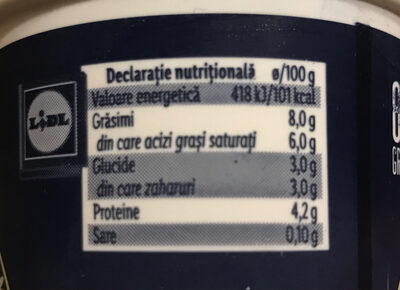 Declarație nutrițională ø/100 g
Valoare energetică 418 kJ/101 kcal
LIDL
Grăsimi 8,0 g
din care acizi grași saturați 6,0 g
Glucide 3,0 g
din care zaharuri 3,0 g
Proteine 4,2 g
Sare 0,10 g